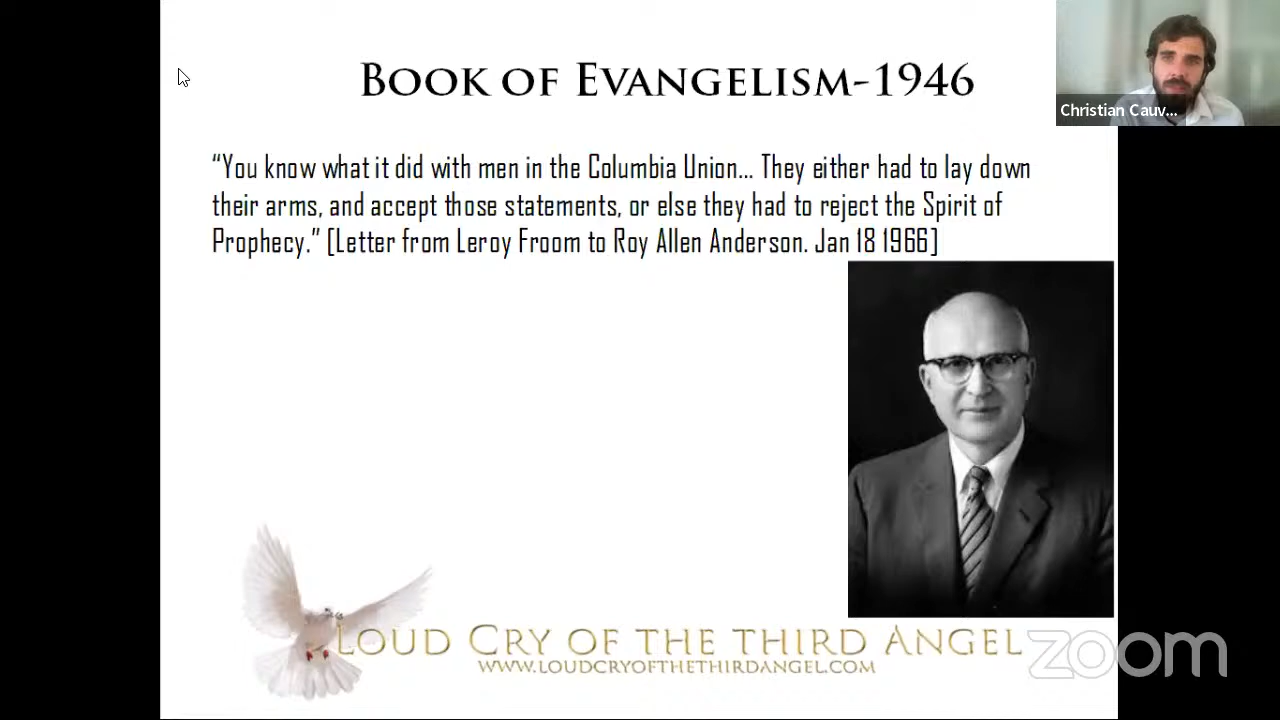 BOOK OF EVANGELISM-1946
Christian Cauv...
“You know what it did with men in the Columbia Union... They either had to lay down
their arms, and accept those statements, or else they had to reject the Spirit of
Prophecy.” [Letter from Leroy Froom to Roy Allen Anderson. Jan 18 1966]
LOUD CRY OF THE THIRD ANGEL
WWW.LOUDCRYOFTHETHIRDANGEL.COM
zoom